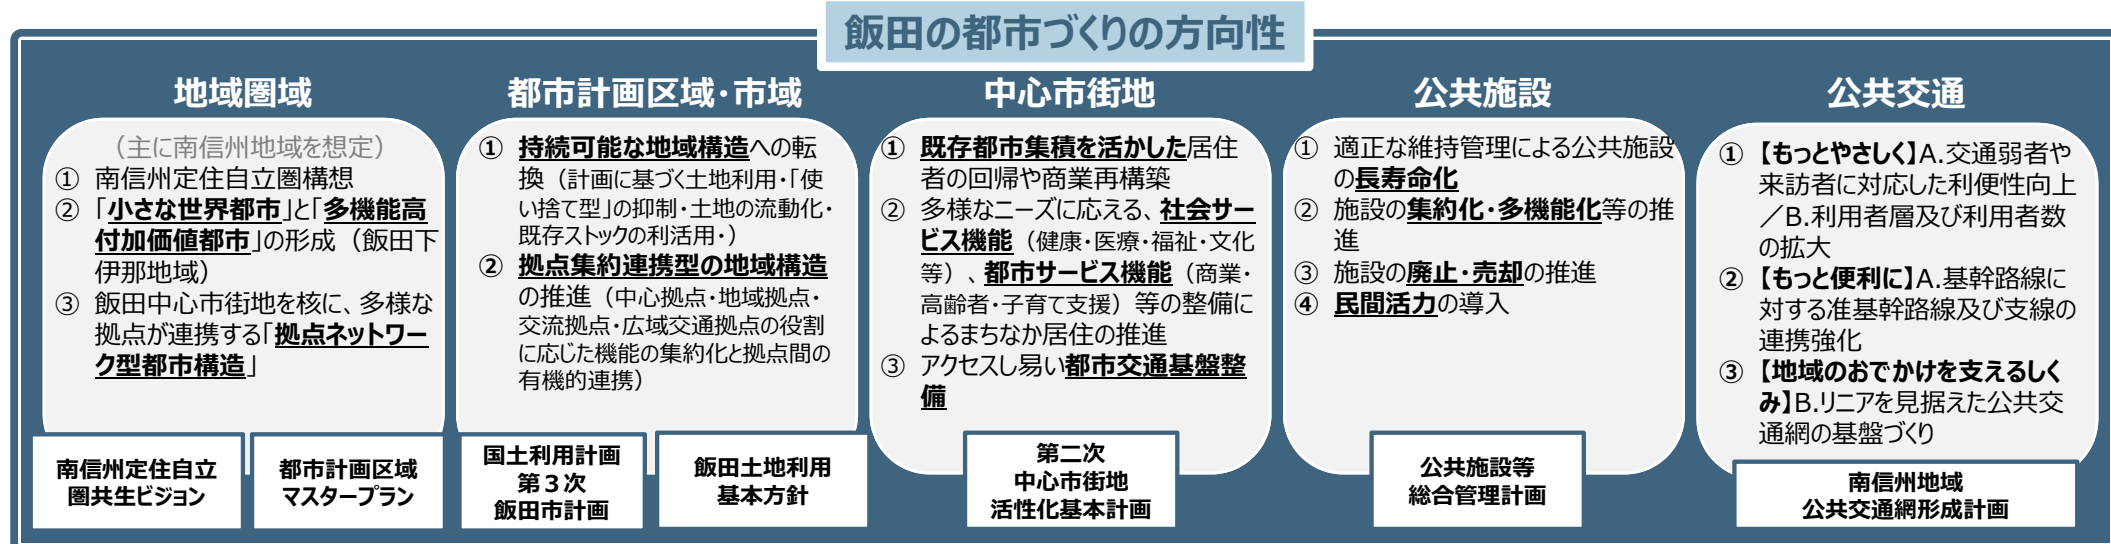 飯田の都市づくりの方向性
地域圏域
（主に南信州地域を想定）
① 南信州定住自立圏構想
② 「小さな世界都市」と「多機能高
付加価値都市」の形成（飯田下
伊那地域）
③ 飯田中心市街地を核に、多様な
拠点が連携する「拠点ネットワー
ク型都市構造」
南信州定住自立
圏共生ビジョン
都市計画区域
マスタープラン
都市計画区域・市域
① 持続可能な地域構造への転
換（計画に基づく土地利用・「使
い捨て型」の抑制・土地の流動化・
既存ストックの利活用・）
② 拠点集約連携型の地域構造
の推進（中心拠点・地域拠点・
交流拠点・広域交通拠点の役割
に応じた機能の集約化と拠点間の
有機的連携）
国土利用計画
第３次
飯田市計画
飯田土地利用
基本方針
中心市街地
① 既存都市集積を活かした居住
者の回帰や商業再構築
② 多様なニーズに応える、社会サー
ビス機能（健康・医療・福祉・文化
等）、都市サービス機能（商業・
高齢者・子育て支援）等の整備に
よるまちなか居住の推進
③ アクセスし易い都市交通基盤整
備
第二次
中心市街地
活性化基本計画
公共施設
① 適正な維持管理による公共施設
の長寿命化
② 施設の集約化・多機能化等の推
進
③ 施設の廃止・売却の推進
④ 民間活力の導入
公共施設等
総合管理計画
公共交通
① 【もっとやさしく】A.交通弱者や
来訪者に対応した利便性向上
／B.利用者層及び利用者数
の拡大
② 【もっと便利に】A.基幹路線に
対する准基幹路線及び支線の
連携強化
③ 【地域のおでかけを支えるしく
み】B.リニアを見据えた公共交
通網の基盤づくり
南信州地域
公共交通網形成計画